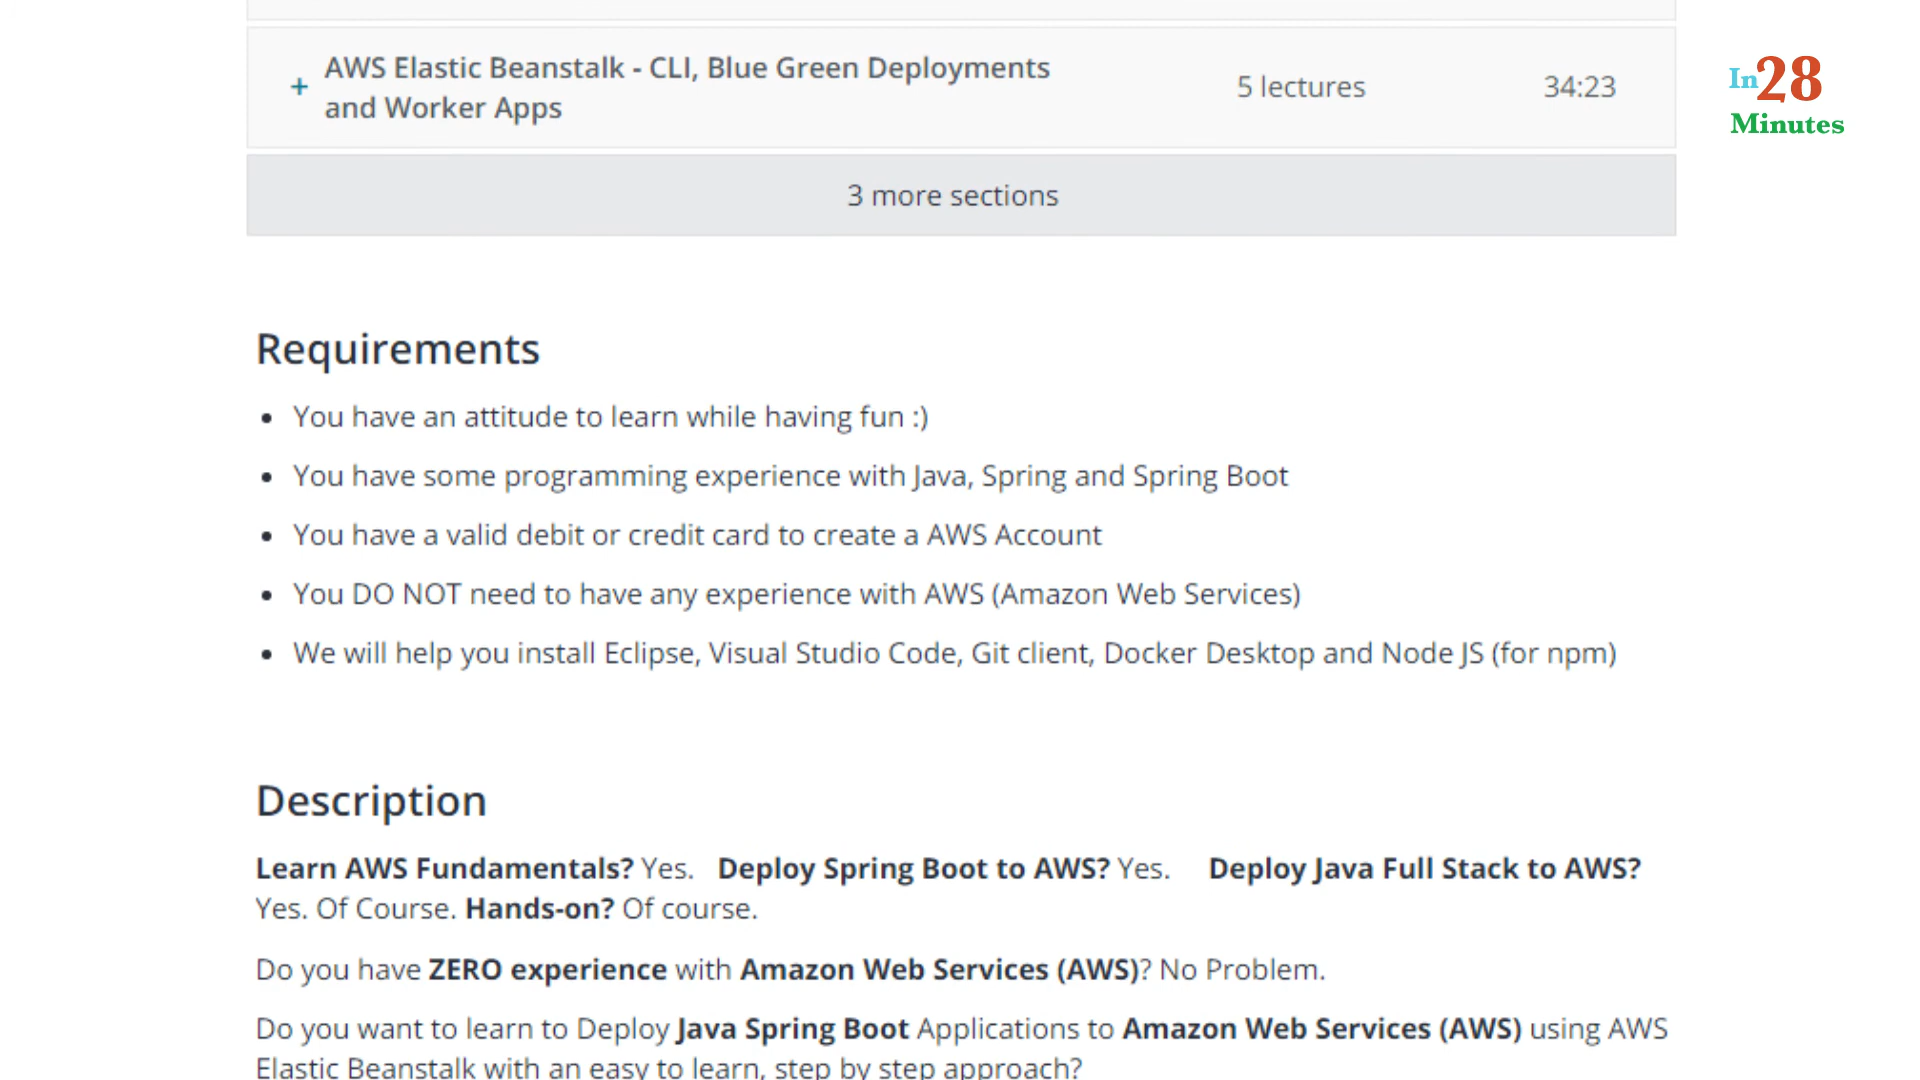 AWS Elastic Beanstalk - CLI, Blue Green Deployments
and Worker Apps
5 lectures
34:23
In28
Minutes
3 more sections
Requirements
• You have an attitude to learn while having fun :)
• You have some programming experience with Java, Spring and Spring Boot
• You have a valid debit or credit card to create a AWS Account
• You DO NOT need to have any experience with AWS (Amazon Web Services)
• We will help you install Eclipse, Visual Studio Code, Git client, Docker Desktop and Node JS (for npm)
Description
Learn AWS Fundamentals? Yes. Deploy Spring Boot to AWS? Yes. Deploy Java Full Stack to AWS?
Yes. Of Course. Hands-on? Of course.
Do you have ZERO experience with Amazon Web Services (AWS)? No Problem.
Do you want to learn to Deploy Java Spring Boot Applications to Amazon Web Services (AWS) using AWS
Elastic Beanstalk with an easy to learn, step by step approach?